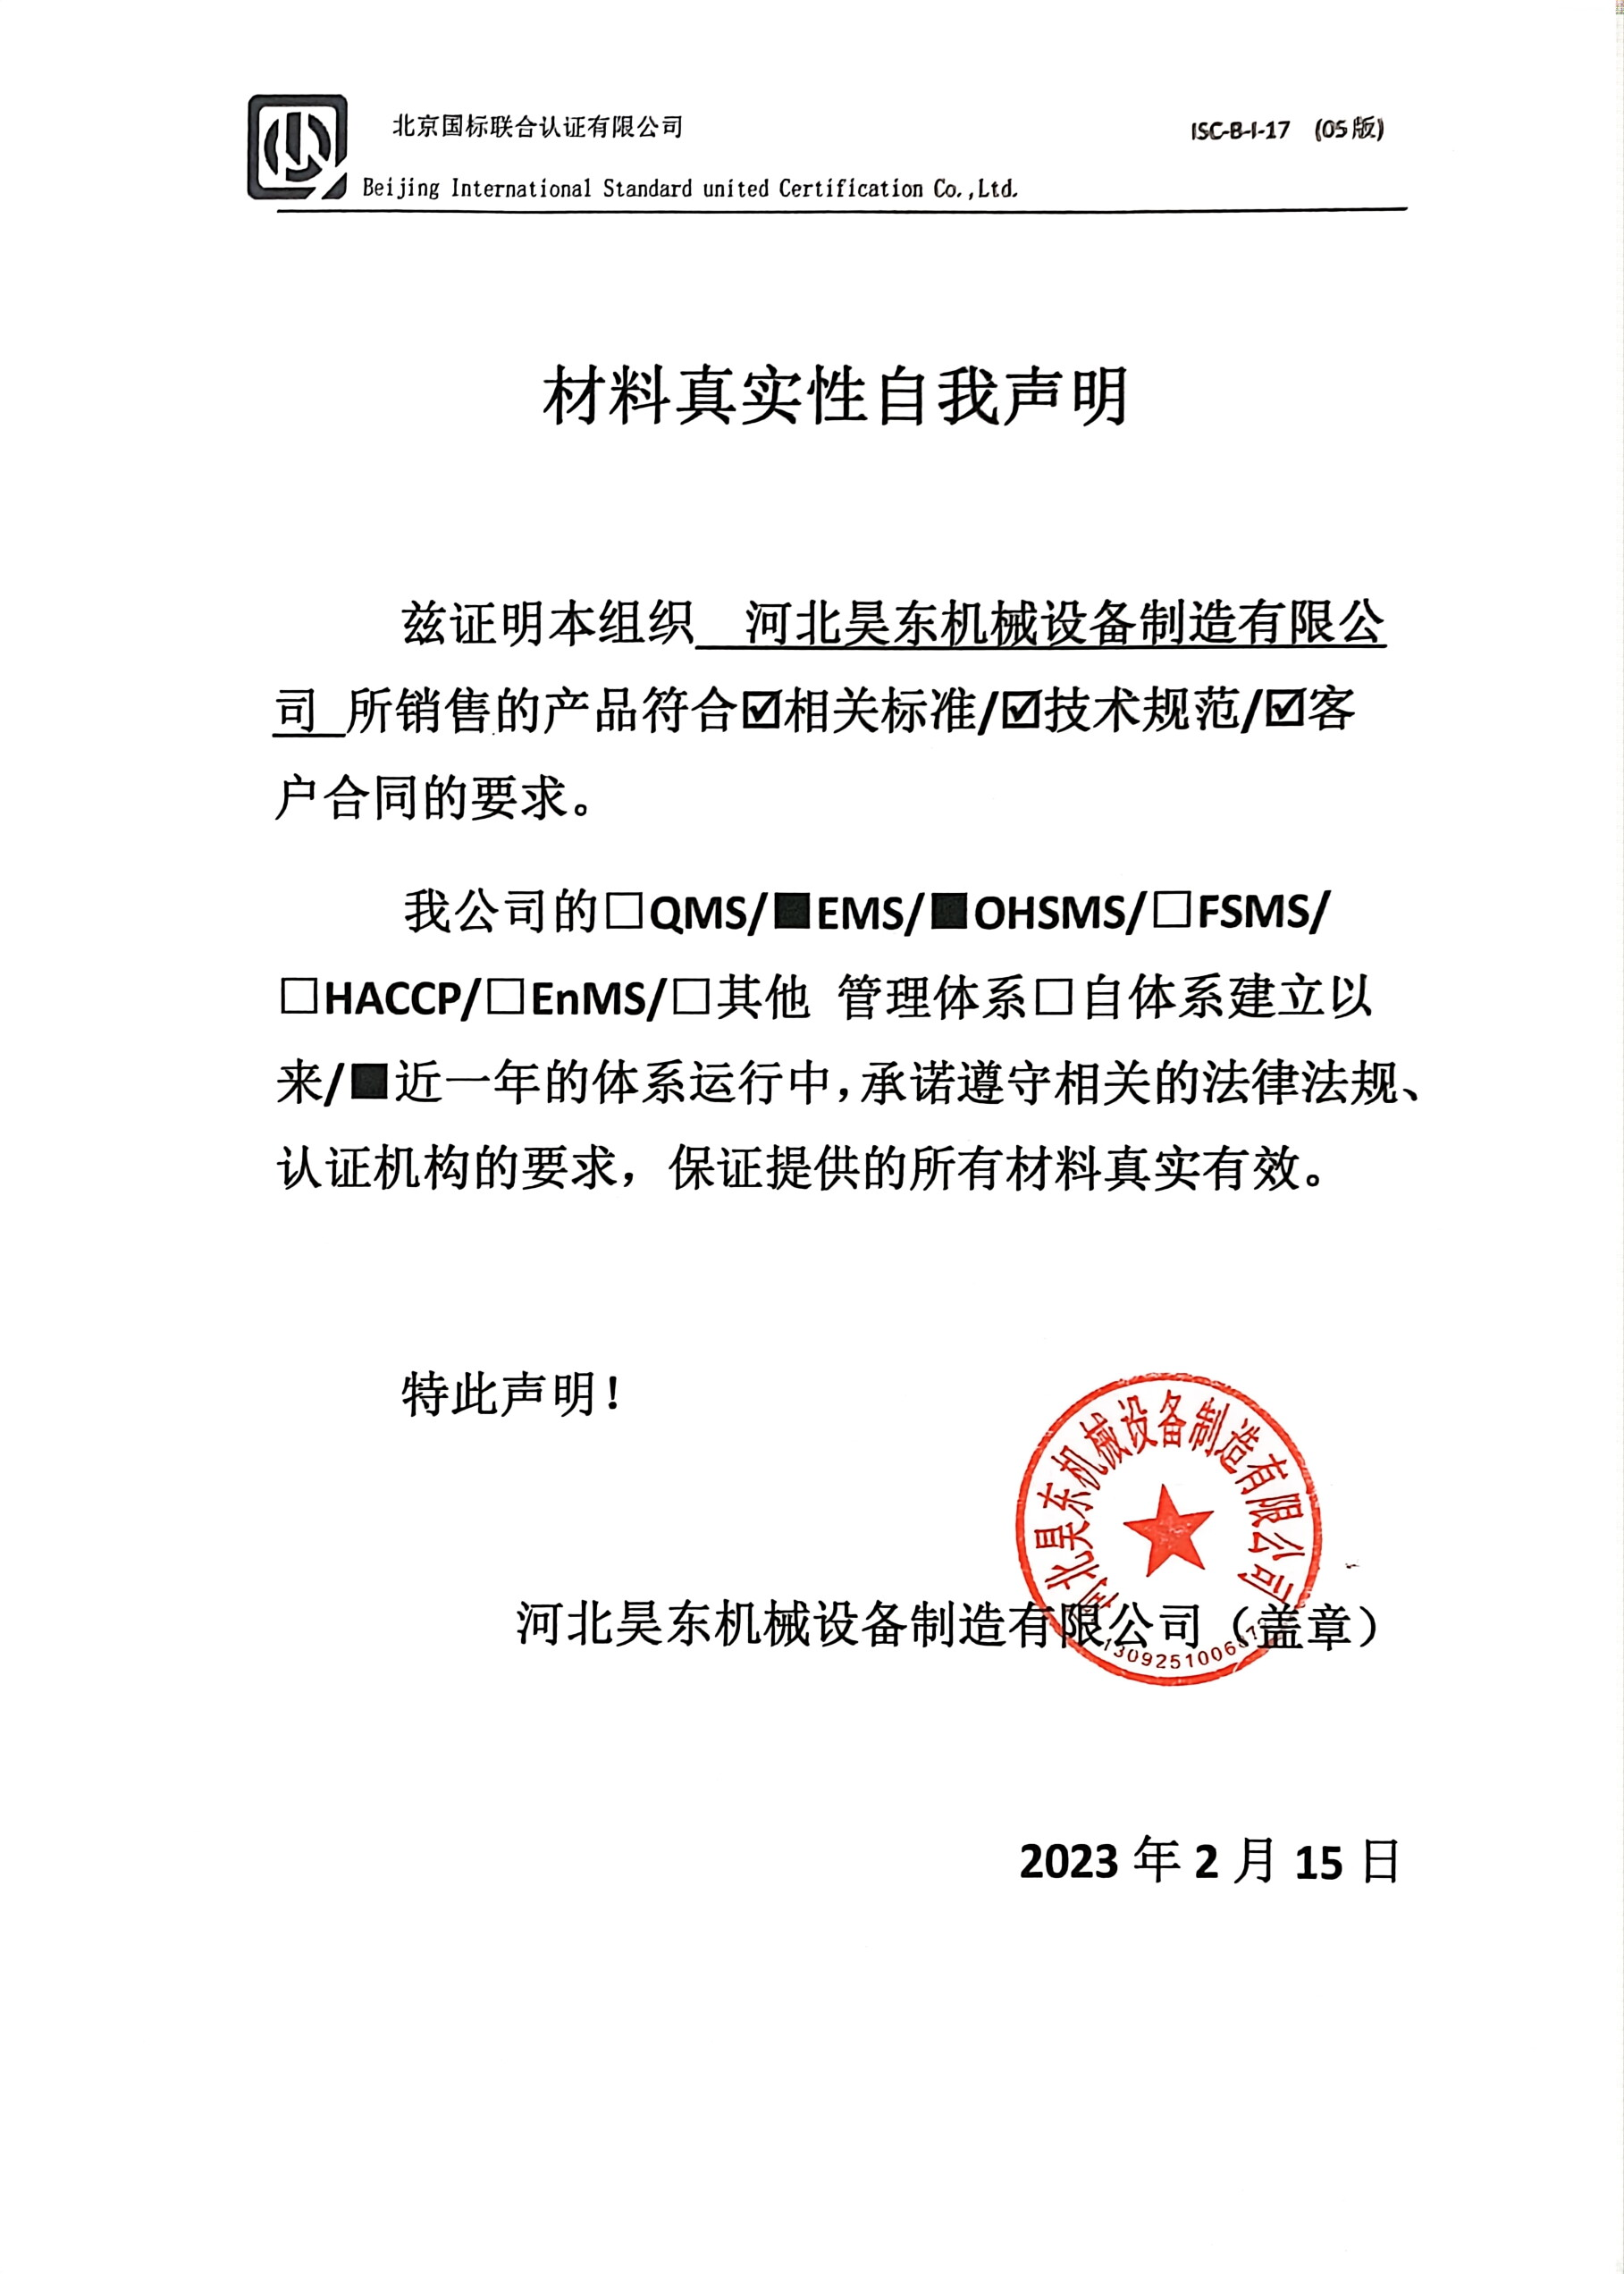 北京国标联合认证有限公司 ISC-B-I-17 (05版)
Beijing International Standard united Certification Co.,Ltd.
材料真实性自我声明
兹证明本组织 河北昊东机械设备制造有限公
司 所销售的产品符合☑相关标准/☑技术规范/☑客
户合同的要求。
我公司的□QMS/■EMS/■OHSMS/□FSMS/
□HACCP/□EnMS/□其他 管理体系□自体系建立以
来/■近一年的体系运行中,承诺遵守相关的法律法规、
认证机构的要求，保证提供的所有材料真实有效。
特此声明！
河北昊东机械设备制造有限公司
河北昊东机械设备制造有限公司（盖章）
2023年2月15日